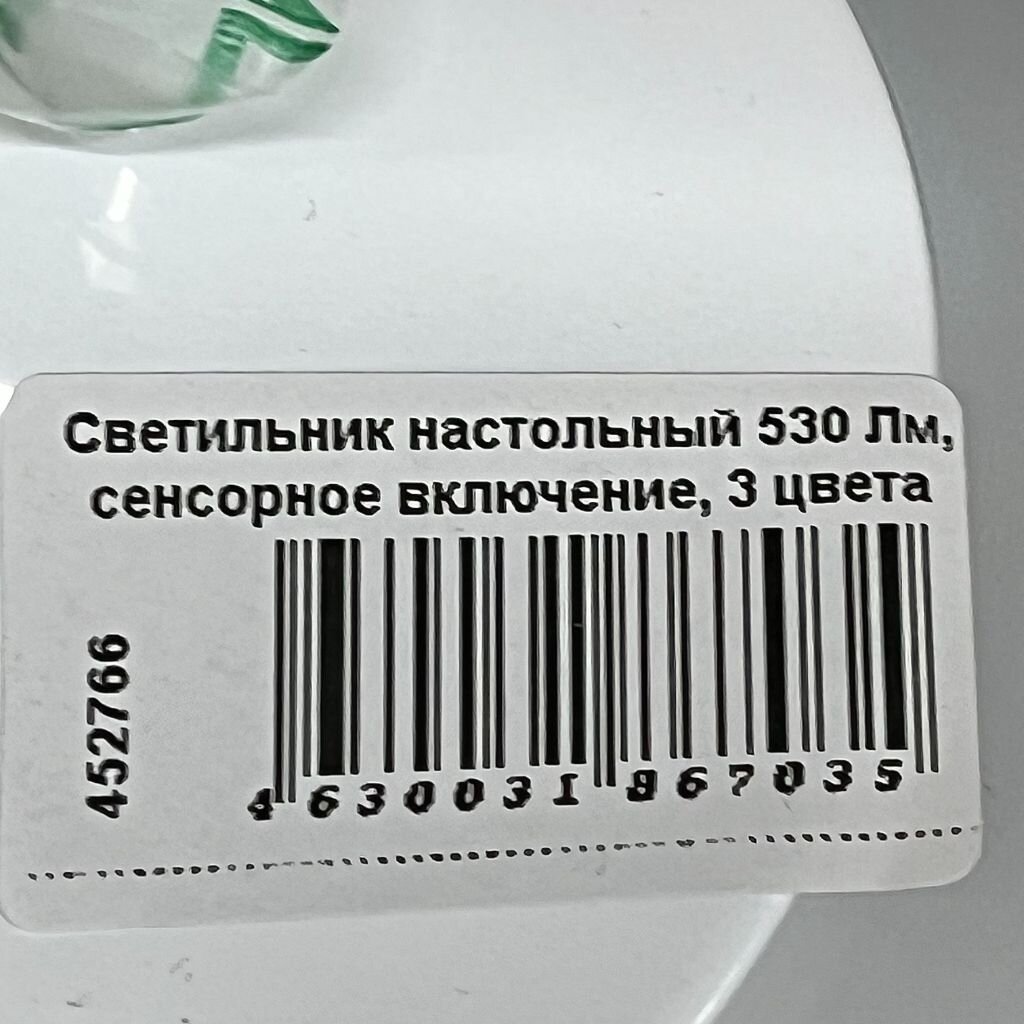 Светильник настольный 530 Лм,
сенсорное включение, 3 цвета
452766
4630031867035